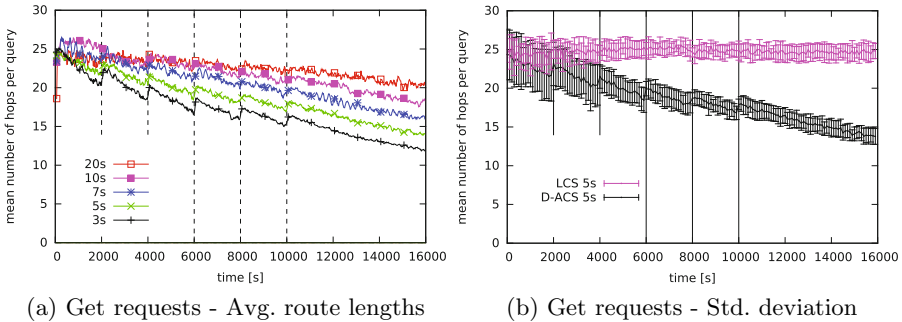 mean number of hops per query
30
25
20
15
10
5
0
20s
10s
7s
5s
3s
0 2000 4000 6000 8000 10000 12000 14000 16000
time [s]
(a) Get requests - Avg. route lengths
mean number of hops per query
30
25
20
15
10
5
0
LCS 5s
D-ACS 5s
0 2000 4000 6000 8000 10000 12000 14000 16000
time [s]
(b) Get requests - Std. deviation